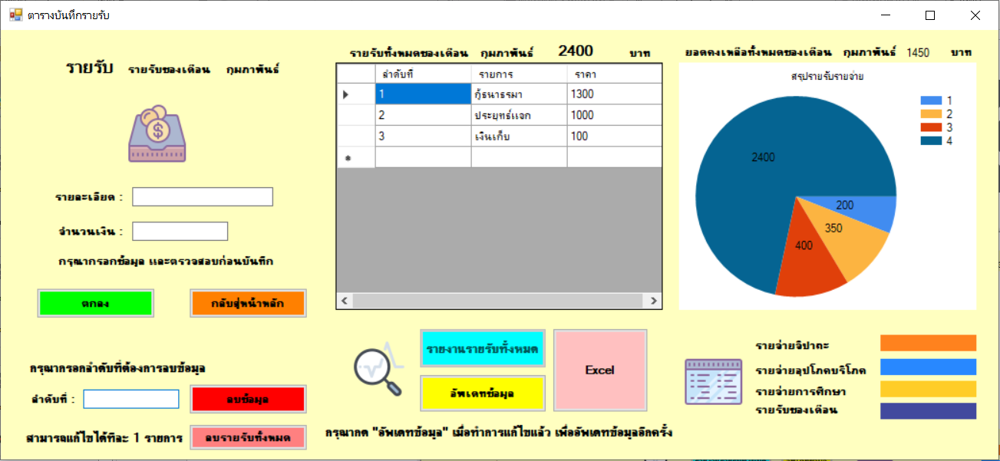 ตารางบันทึกรายรับ
รายรับ รายรับของเดือน กุมภาพันธ์
รายละเอียด :
จำนวนเงิน :
กรุณากรอกข้อมูล และตรวจสอบก่อนบันทึก
ตกลง กลับสู่หน้าหลัก
กรุณากรอกลำดับที่ต้องการลบข้อมูล
ลำดับที่ : ลบข้อมูล
สามารถแก้ไขได้ทีละ 1 รายการ ลบรายรับทั้งหมด
รายรับทั้งหมดของเดือน กุมภาพันธ์ 2400 บาท
ลำดับที่ รายการ ราคา
1 กู้ธนาธรมา 1300
2 ประยุทธ์แจก 1000
3 เงินเก็บ 100
รายงานรายรับทั้งหมด
อัพเดทข้อมูล
Excel
กรุณากด "อัพเดทข้อมูล" เมื่อทำการแก้ไขแล้ว เพื่ออัพเดทข้อมูลอีกครั้ง
ยอดคงเหลือทั้งหมดของเดือน กุมภาพันธ์ 1450 บาท
สรุปรายรับรายจ่าย
1
2
3
4
2400
200
350
400
รายจ่ายจิปาถะ
รายจ่ายอุปโภคบริโภค
รายจ่ายการศึกษา
รายรับของเดือน